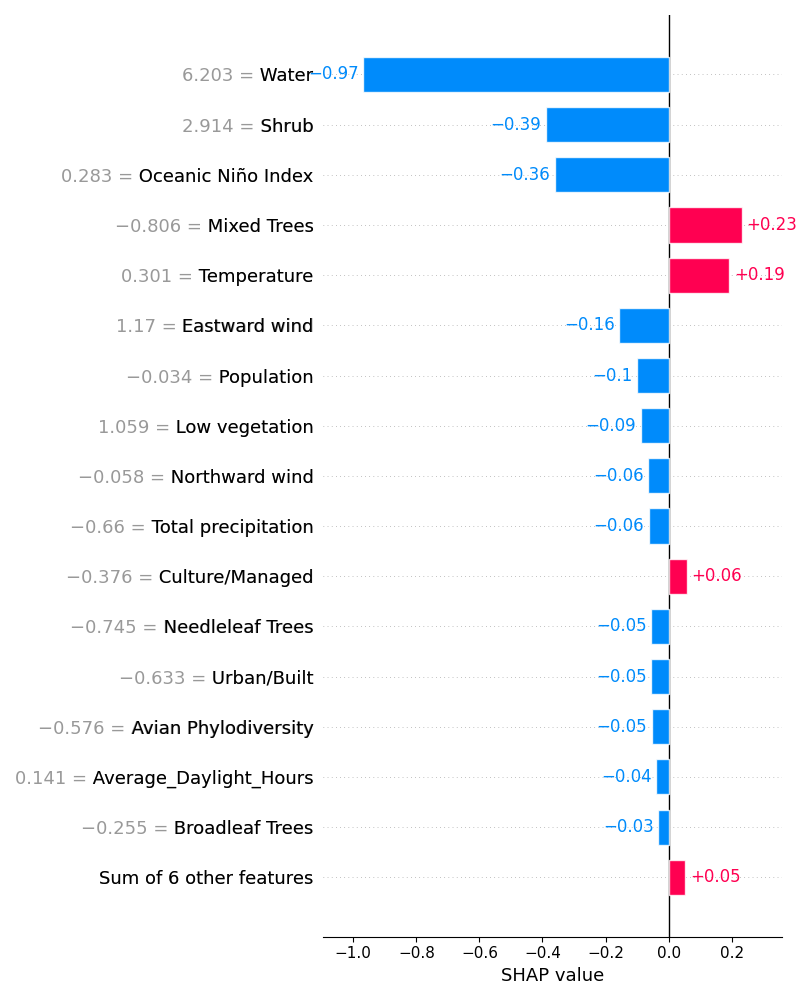 6.203 = Water −0.97
2.914 = Shrub −0.39
0.283 = Oceanic Niño Index −0.36
−0.806 = Mixed Trees +0.23
0.301 = Temperature +0.19
1.17 = Eastward wind −0.16
−0.034 = Population −0.1
1.059 = Low vegetation −0.09
−0.058 = Northward wind −0.06
−0.66 = Total precipitation −0.06
−0.376 = Culture/Managed +0.06
−0.745 = Needleleaf Trees −0.05
−0.633 = Urban/Built −0.05
−0.576 = Avian Phylodiversity −0.05
0.141 = Average_Daylight_Hours −0.04
−0.255 = Broadleaf Trees −0.03
Sum of 6 other features +0.05
−1.0 −0.8 −0.6 −0.4 −0.2 0.0 0.2
SHAP value